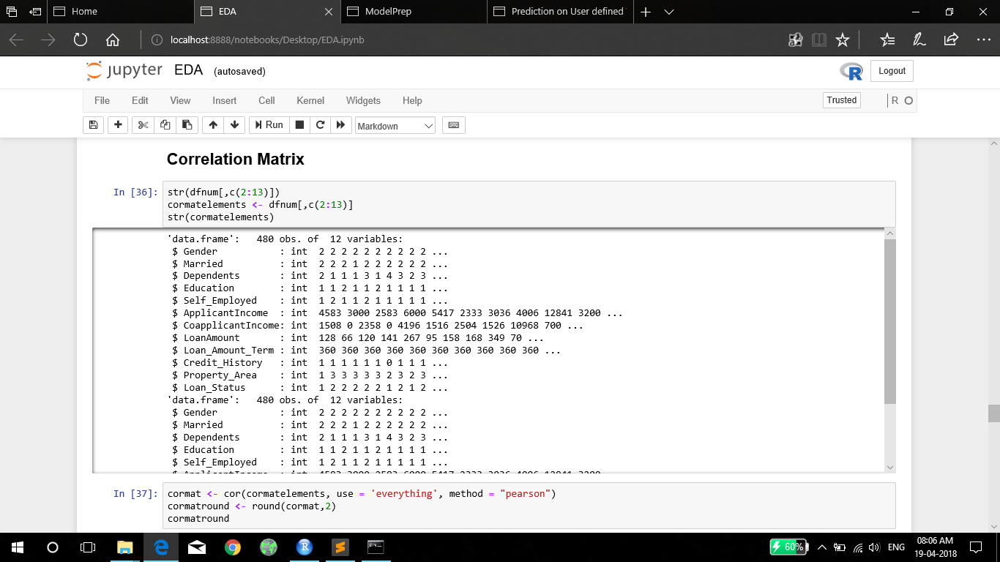 Home
EDA
ModelPrep
Prediction on User defined
localhost:8888/notebooks/Desktop/EDA.ipynb
jupyter EDA (autosaved)
R
Logout
File Edit View Insert Cell Kernel Widgets Help
Trusted
R
Run
Markdown
Correlation Matrix
In [36]: str(dfnum[,c(2:13)])
cormatelements <- dfnum[,c(2:13)]
str(cormatelements)
'data.frame':   480 obs. of  12 variables:
$ Gender           : int  2 2 2 2 2 2 2 2 2 2 ...
$ Married          : int  2 2 2 1 2 2 2 2 2 2 ...
$ Dependents       : int  2 1 1 1 3 1 4 3 2 3 ...
$ Education        : int  1 1 2 1 1 2 1 1 1 1 ...
$ Self_Employed    : int  1 2 1 1 2 1 1 1 1 1 ...
$ ApplicantIncome  : int  4583 3000 2583 6000 5417 2333 3036 4006 12841 3200 ...
$ CoapplicantIncome: int  1508 0 2358 0 4196 1516 2504 1526 10968 700 ...
$ LoanAmount       : int  128 66 120 141 267 95 158 168 349 70 ...
$ Loan_Amount_Term : int  360 360 360 360 360 360 360 360 360 360 ...
$ Credit_History   : int  1 1 1 1 1 1 0 1 1 1 ...
$ Property_Area    : int  1 3 3 3 3 3 2 3 2 3 ...
$ Loan_Status      : int  1 2 2 2 2 2 1 2 1 2 ...
'data.frame':   480 obs. of  12 variables:
$ Gender           : int  2 2 2 2 2 2 2 2 2 2 ...
$ Married          : int  2 2 2 1 2 2 2 2 2 2 ...
$ Dependents       : int  2 1 1 1 3 1 4 3 2 3 ...
$ Education        : int  1 1 2 1 1 2 1 1 1 1 ...
$ Self_Employed    : int  1 2 1 1 2 1 1 1 1 1 ...
$ ApplicantIncome  : int  4583 3000 2583 6000 5417 2333 3036 4006 12841 3200
In [37]: cormat <- cor(cormatelements, use = 'everything', method = "pearson")
cormatround <- round(cormat,2)
cormatround
R
60%
ENG
08:06 AM
19-04-2018